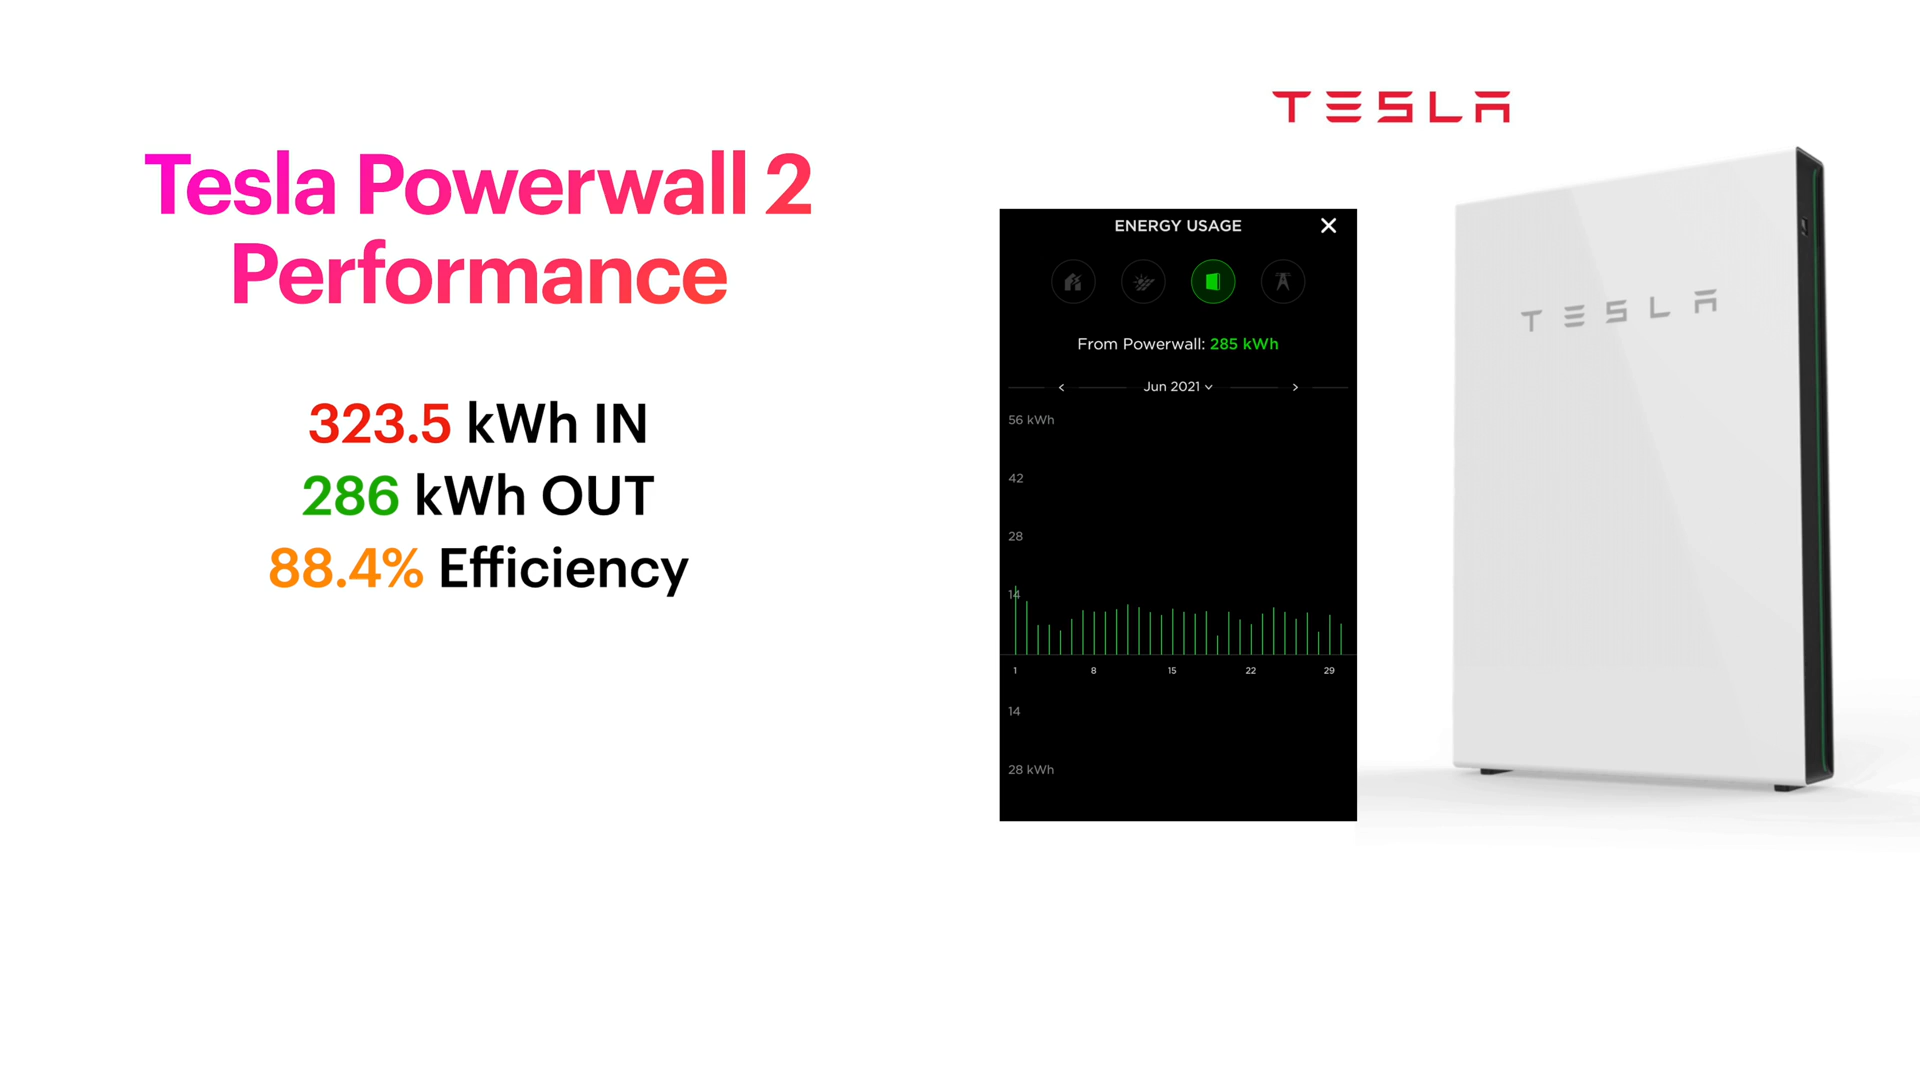 Tesla Powerwall 2
Performance
323.5 kWh IN
286 kWh OUT
88.4% Efficiency
TESLA
ENERGY USAGE
From Powerwall: 285 kWh
Jun 2021
56 kWh
42
28
14
1 8 15 22 29
14
28 kWh
TESLA